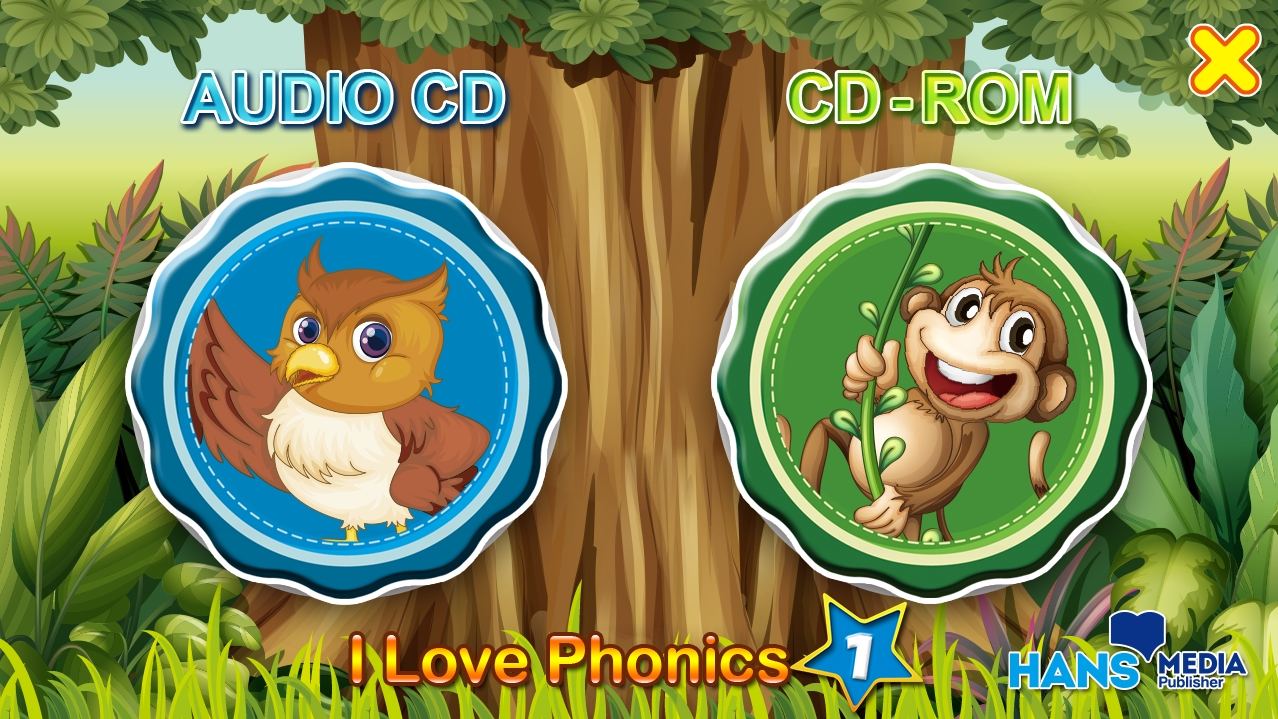 AUDIO CD
CD-ROM
I Love Phonics 1
HANS MEDIA
Publisher